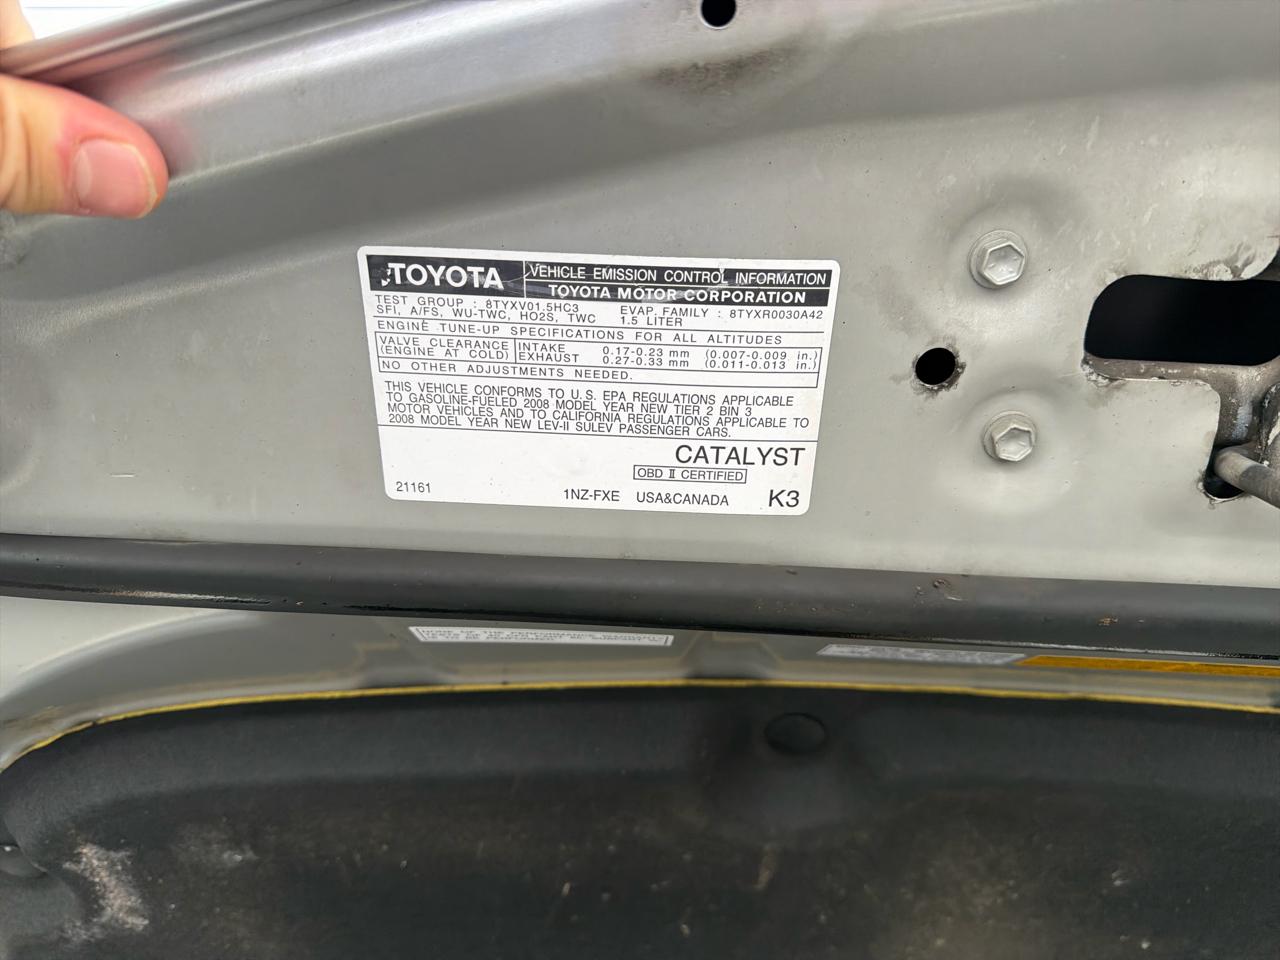 TOYOTA
VEHICLE EMISSION CONTROL INFORMATION
TOYOTA MOTOR CORPORATION
TEST GROUP : 8TYXV01.5HC3 EVAP. FAMILY : 8TYXR0030A42
SFI, A/FS, WU-TWC, HO2S, TWC 1.5 LITER
ENGINE TUNE-UP SPECIFICATIONS FOR ALL ALTITUDES
VALVE CLEARANCE INTAKE 0.17-0.23 mm (0.007-0.009 in.)
(ENGINE AT COLD) EXHAUST 0.27-0.33 mm (0.011-0.013 in.)
NO OTHER ADJUSTMENTS NEEDED.
THIS VEHICLE CONFORMS TO U.S. EPA REGULATIONS APPLICABLE
TO GASOLINE-FUELED 2008 MODEL YEAR NEW TIER 2 BIN 3
MOTOR VEHICLES AND TO CALIFORNIA REGULATIONS APPLICABLE TO
2008 MODEL YEAR NEW LEV-II SULEV PASSENGER CARS.
CATALYST
OBD II CERTIFIED
21161 1NZ-FXE USA&CANADA K3